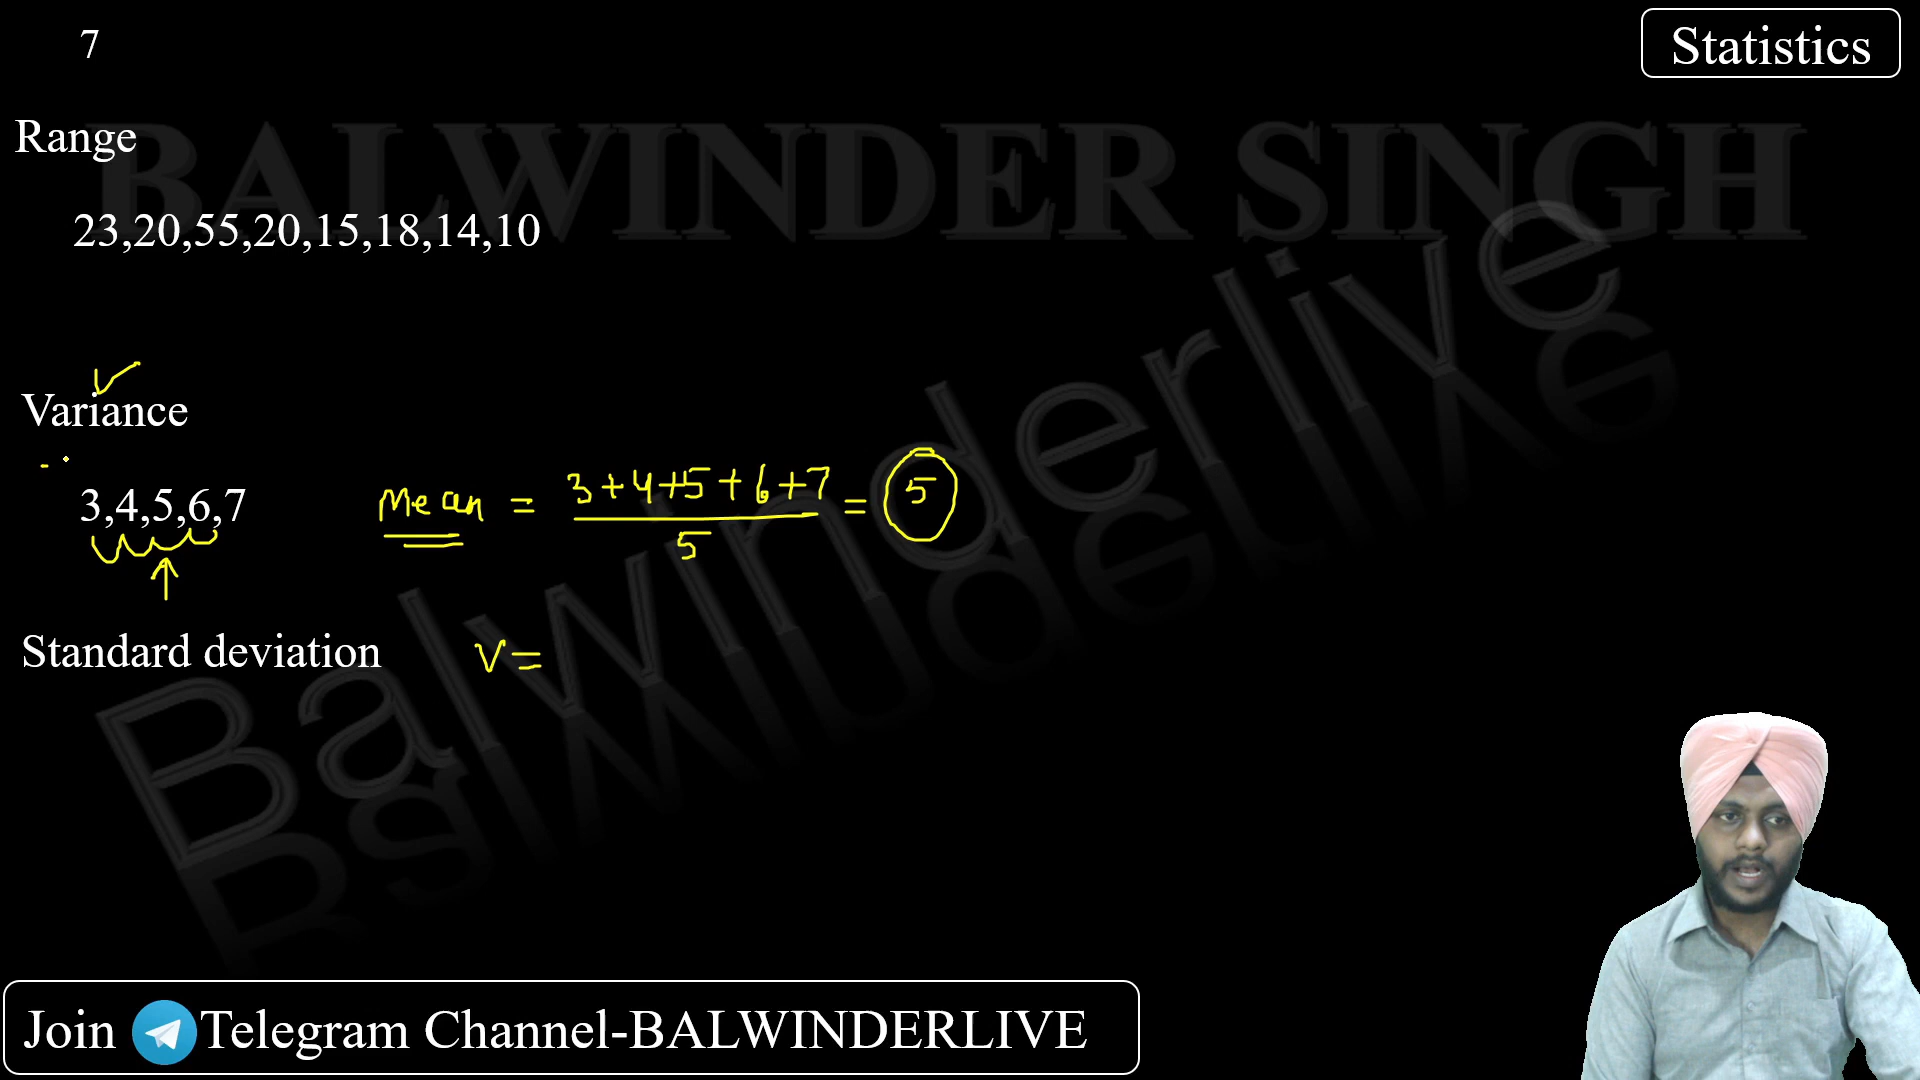 7
Statistics
BALWINDER SINGH
Range
23,20,55,20,15,18,14,10
Variance
3,4,5,6,7
Mean = 3+4+5+6+7 / 5 = 5
Standard deviation
V =
Balwinderlive
Join Telegram Channel-BALWINDERLIVE